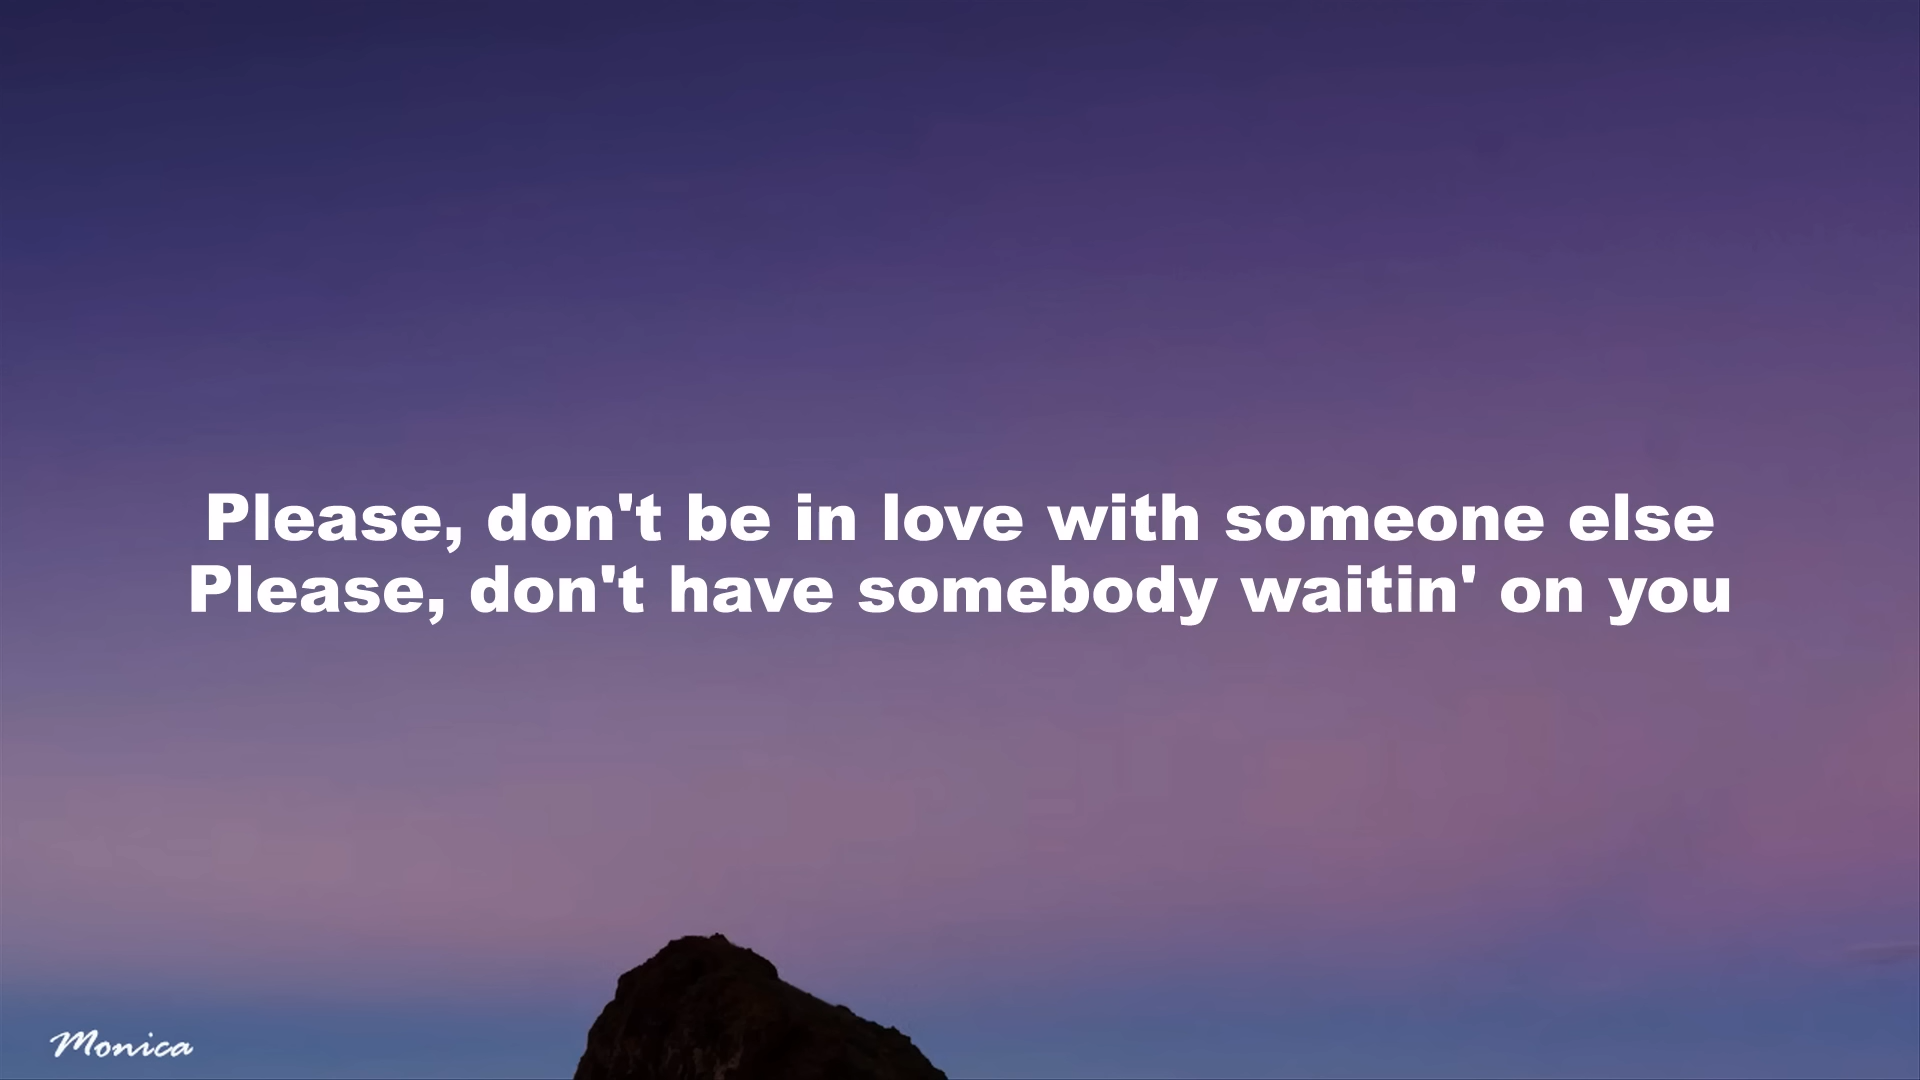 Please, don't be in love with someone else
Please, don't have somebody waitin' on you
Monica